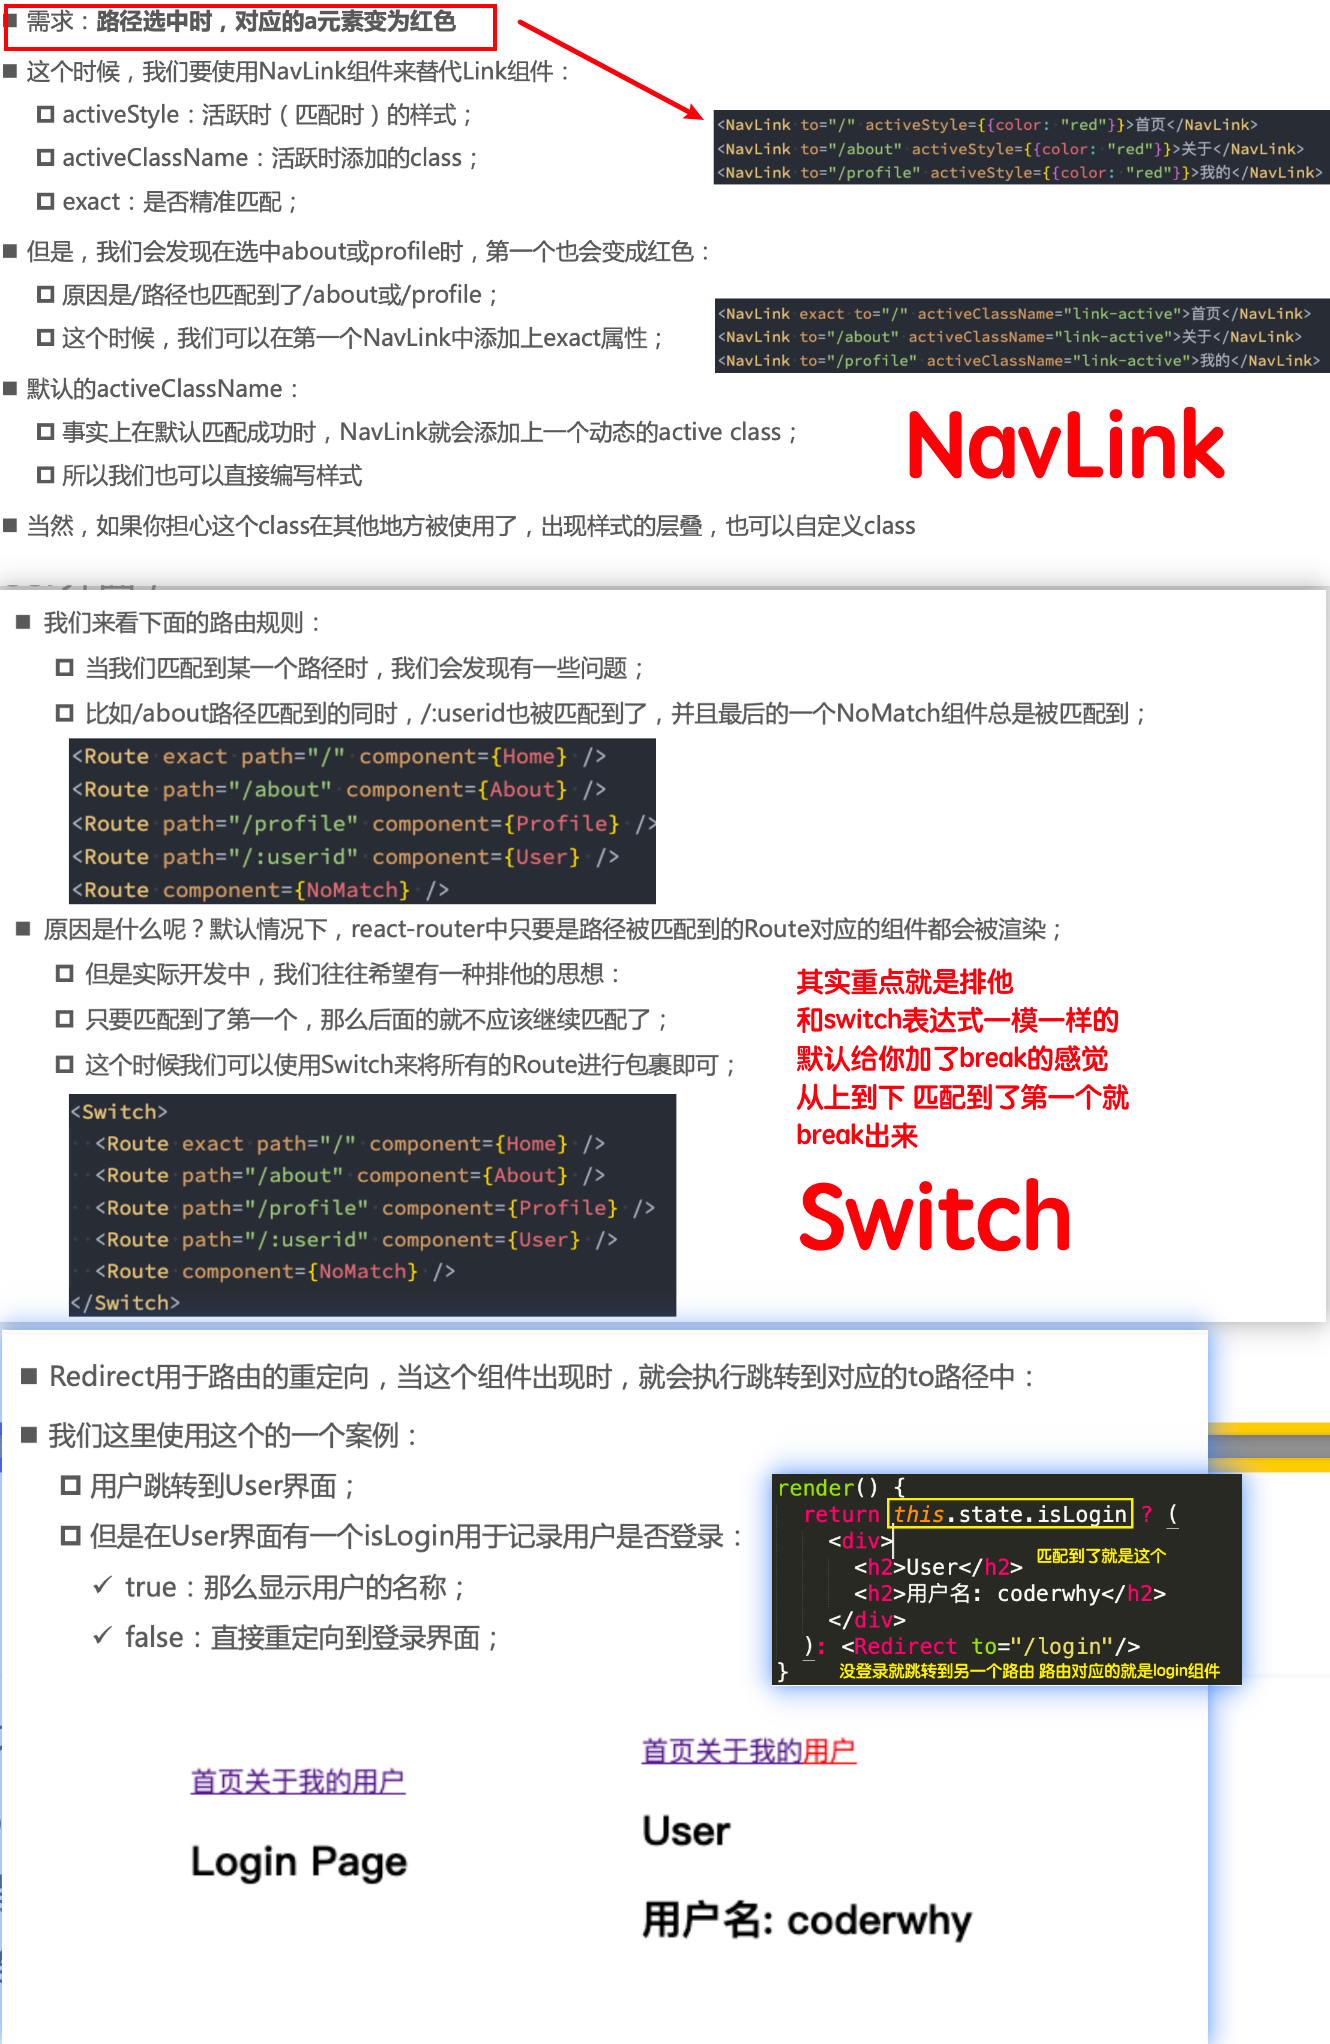 需求：路径选中时，对应的a元素变为红色
这个时候，我们要使用NavLink组件来替代Link组件：
activeStyle：活跃时（匹配时）的样式；
activeClassName：活跃时添加的class；
exact：是否精准匹配；
<NavLink to="/" activeStyle={{color: "red"}}>首页</NavLink>
<NavLink to="/about" activeStyle={{color: "red"}}>关于</NavLink>
<NavLink to="/profile" activeStyle={{color: "red"}}>我的</NavLink>
但是，我们会发现在选中about或profile时，第一个也会变成红色：
原因是/路径也匹配到了/about或/profile；
这个时候，我们可以在第一个NavLink中添加上exact属性；
<NavLink exact to="/" activeClassName="link-active">首页</NavLink>
<NavLink to="/about" activeClassName="link-active">关于</NavLink>
<NavLink to="/profile" activeClassName="link-active">我的</NavLink>
默认的activeClassName：
事实上在默认匹配成功时，NavLink就会添加上一个动态的active class；
所以我们也可以直接编写样式
NavLink
当然，如果你担心这个class在其他地方被使用了，出现样式的层叠，也可以自定义class
我们来看下面的路由规则：
当我们匹配到某一个路径时，我们会发现有一些问题；
比如/about路径匹配到的同时，/:userid也被匹配到了，并且最后的一个NoMatch组件总是被匹配到；
<Route exact path="/" component={Home} />
<Route path="/about" component={About} />
<Route path="/profile" component={Profile} />
<Route path="/:userid" component={User} />
<Route component={NoMatch} />
原因是什么呢？默认情况下，react-router中只要是路径被匹配到的Route对应的组件都会被渲染；
但是实际开发中，我们往往希望有一种排他的思想：
只要匹配到了第一个，那么后面的就不应该继续匹配了；
这个时候我们可以使用Switch来将所有的Route进行包裹即可；
其实重点就是排他
和switch表达式一模一样的
默认给你加了break的感觉
从上到下 匹配到了第一个就
break出来
Switch
<Switch>
<Route exact path="/" component={Home} />
<Route path="/about" component={About} />
<Route path="/profile" component={Profile} />
<Route path="/:userid" component={User} />
<Route component={NoMatch} />
</Switch>
Redirect用于路由的重定向，当这个组件出现时，就会执行跳转到对应的to路径中：
我们这里使用这个的一个案例：
用户跳转到User界面；
但是在User界面有一个isLogin用于记录用户是否登录：
true：那么显示用户的名称；
false：直接重定向到登录界面；
render() {
return this.state.isLogin ? (
<div>
匹配到了就是这个
<h2>User</h2>
<h2>用户名: coderwhy</h2>
</div>
): <Redirect to="/login"/>
} 没登录就跳转到另一个路由 路由对应的就是login组件
首页关于我的用户
Login Page
首页关于我的用户
User
用户名: coderwhy